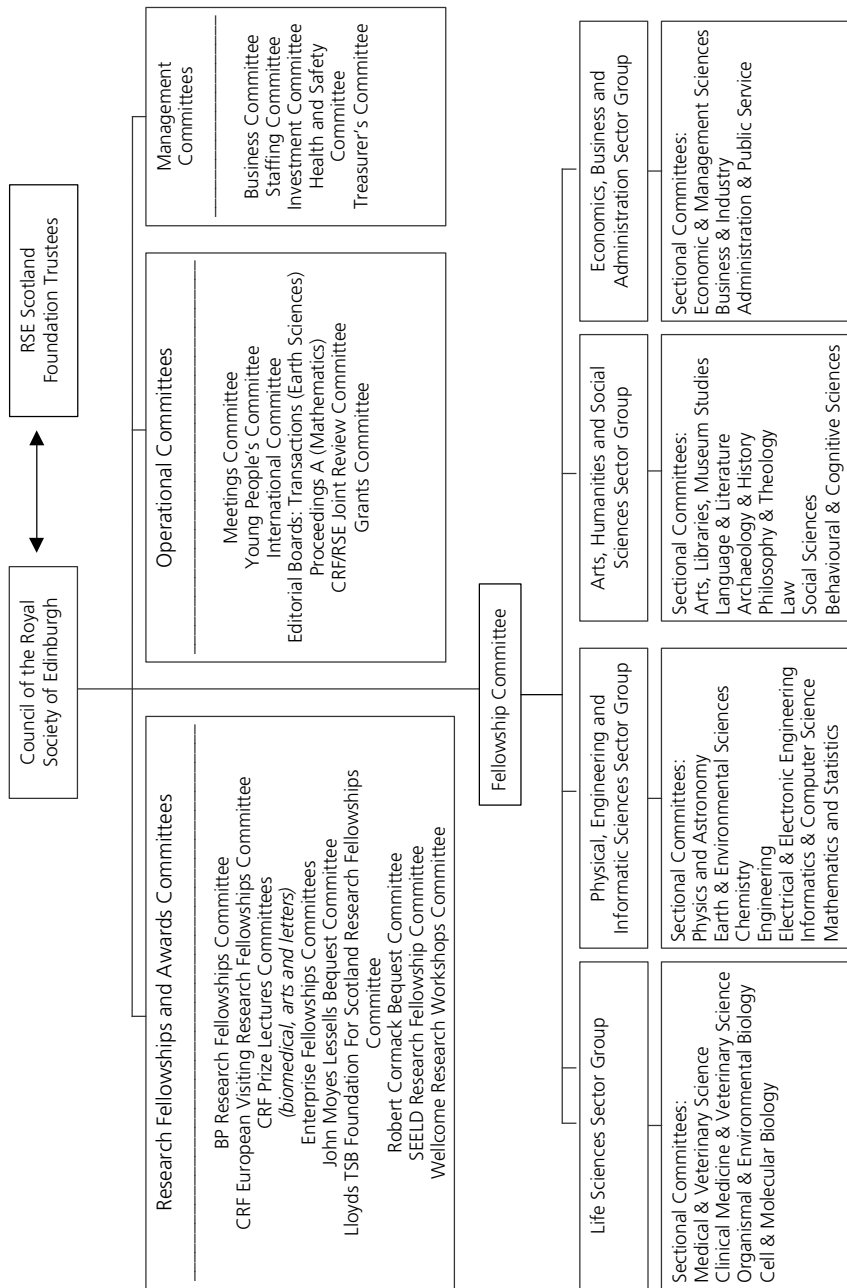 Council of the Royal
Society of Edinburgh
RSE Scotland
Foundation Trustees
Research Fellowships and Awards Committees
BP Research Fellowships Committee
CRF European Visiting Research Fellowships Committee
CRF Prize Lectures Committees
(biomedical, arts and letters)
Enterprise Fellowships Committees
John Moyes Lessells Bequest Committee
Lloyds TSB Foundation For Scotland Research Fellowships
Committee
Robert Cormack Bequest Committee
SEELD Research Fellowship Committee
Wellcome Research Workshops Committee
Operational Committees
Meetings Committee
Young People's Committee
International Committee
Editorial Boards: Transactions (Earth Sciences)
Proceedings A (Mathematics)
CRF/RSE Joint Review Committee
Grants Committee
Management
Committees
Business Committee
Staffing Committee
Investment Committee
Health and Safety
Committee
Treasurer's Committee
Fellowship Committee
Life Sciences Sector Group
Sectional Committees:
Medical & Veterinary Science
Clinical Medicine & Veterinary Science
Organismal & Environmental Biology
Cell & Molecular Biology
Physical, Engineering and
Informatic Sciences Sector Group
Sectional Committees:
Physics and Astronomy
Earth & Environmental Sciences
Chemistry
Engineering
Electrical & Electronic Engineering
Informatics & Computer Science
Mathematics and Statistics
Arts, Humanities and Social
Sciences Sector Group
Sectional Committees:
Arts, Libraries, Museum Studies
Language & Literature
Archaeology & History
Philosophy & Theology
Law
Social Sciences
Behavioural & Cognitive Sciences
Economics, Business and
Administration Sector Group
Sectional Committees:
Economic & Management Sciences
Business & Industry
Administration & Public Service